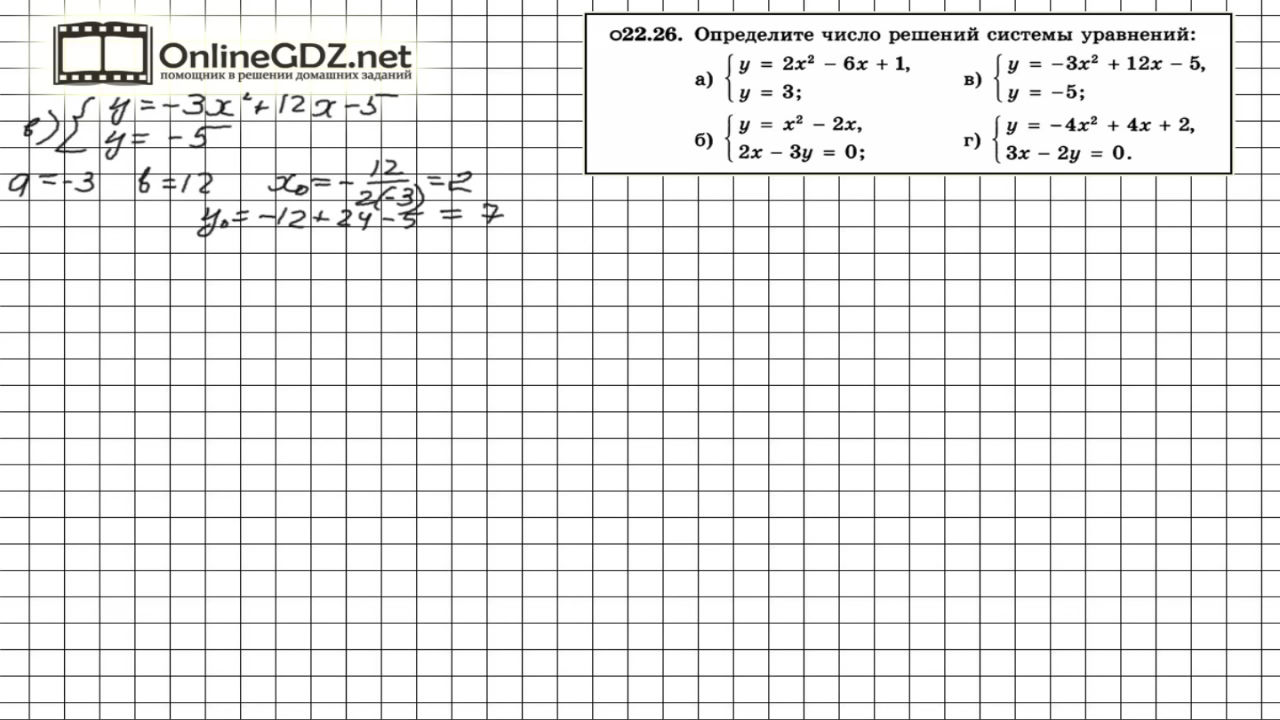 OnlineGDZ.net
помощник в решении домашних заданий
22.26. Определите число решений системы уравнений:
а) { y = 2x² − 6x + 1,
y = 3;
б) { y = x² − 2x,
2x − 3y = 0;
в) { y = −3x² + 12x − 5,
y = −5;
г) { y = −4x² + 4x + 2,
3x − 2y = 0.
в) { y = −3x² + 12x − 5
y = −5
a = −3 в = 12 x₀ = − 12/2(−3) = 2
y₀ = −12 + 24 − 5 = 7